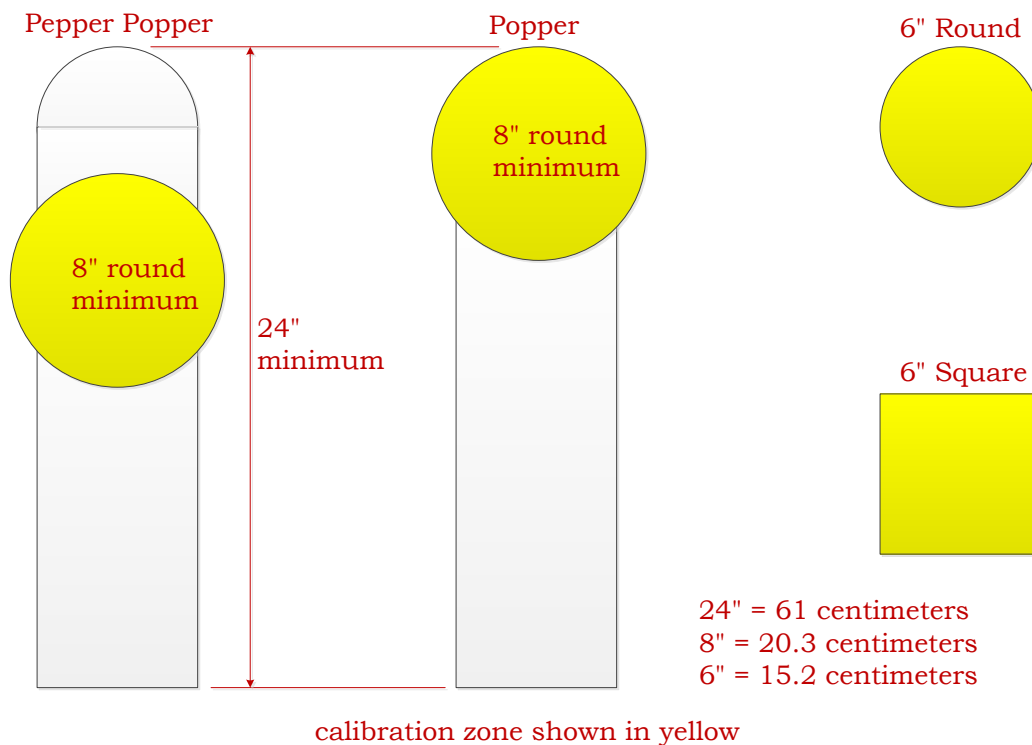 Pepper Popper
Popper
6" Round
8" round
minimum
8" round
minimum
24"
minimum
6" Square
24" = 61 centimeters
8" = 20.3 centimeters
6" = 15.2 centimeters
calibration zone shown in yellow